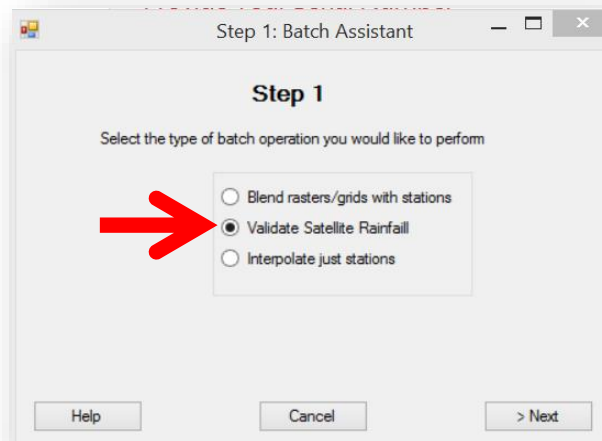 Step 1: Batch Assistant
Step 1
Select the type of batch operation you would like to perform
Blend rasters/grids with stations
Validate Satellite Rainfaill
Interpolate just stations
Help
Cancel
> Next